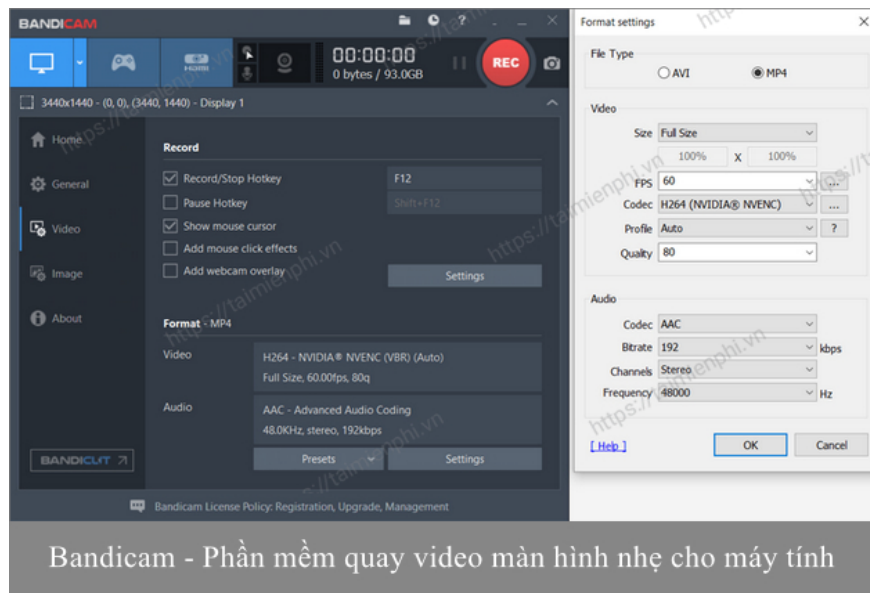 BANDICAM
?
HDMI
00:00:00
0 bytes / 93.0GB
REC
3440x1440 - (0, 0), (3440, 1440) - Display 1
Home
General
Video
Image
About
BANDICUT
Record
Record/Stop Hotkey
F12
Pause Hotkey
Shift+F12
Show mouse cursor
Add mouse click effects
Add webcam overlay
Settings
Format - MP4
Video
H264 - NVIDIA® NVENC (VBR) (Auto)
Full Size, 60.00fps, 80q
Audio
AAC - Advanced Audio Coding
48.0KHz, stereo, 192kbps
Presets
Settings
Bandicam License Policy: Registration, Upgrade, Management
Format settings
File Type
AVI
MP4
Video
Size Full Size
100% X 100%
FPS 60 ...
Codec H264 (NVIDIA® NVENC) ...
Profile Auto ?
Quality 80
Audio
Codec AAC
Bitrate 192 kbps
Channels Stereo
Frequency 48000 Hz
[ Help ]
OK
Cancel
https://taimienphi.vn
Bandicam - Phần mềm quay video màn hình nhẹ cho máy tính